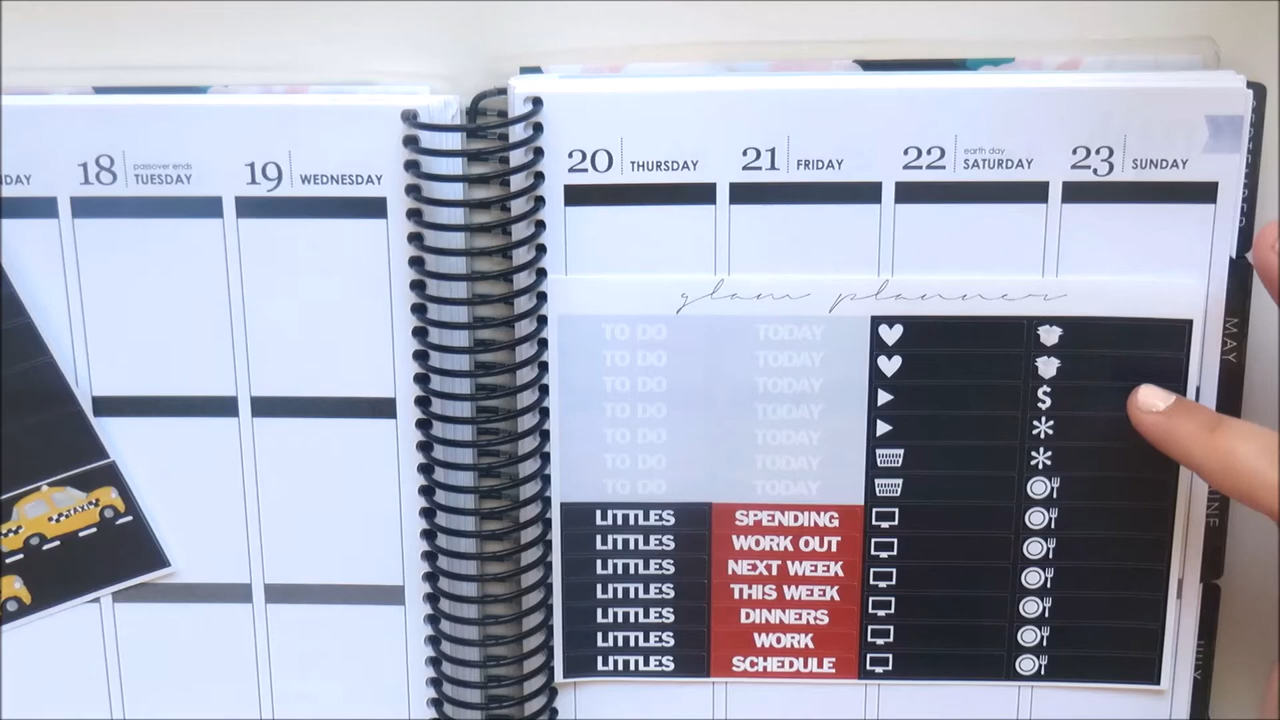 DAY
18 passover ends TUESDAY
19 WEDNESDAY
20 THURSDAY
21 FRIDAY
22 earth day SATURDAY
23 SUNDAY
glam planner
TO DO TODAY
TO DO TODAY
TO DO TODAY $
TO DO TODAY
TO DO TODAY
TO DO TODAY
TO DO TODAY
LITTLES SPENDING
LITTLES WORK OUT
LITTLES NEXT WEEK
LITTLES THIS WEEK
LITTLES DINNERS
LITTLES WORK
LITTLES SCHEDULE
TAXI
MAY
JULY